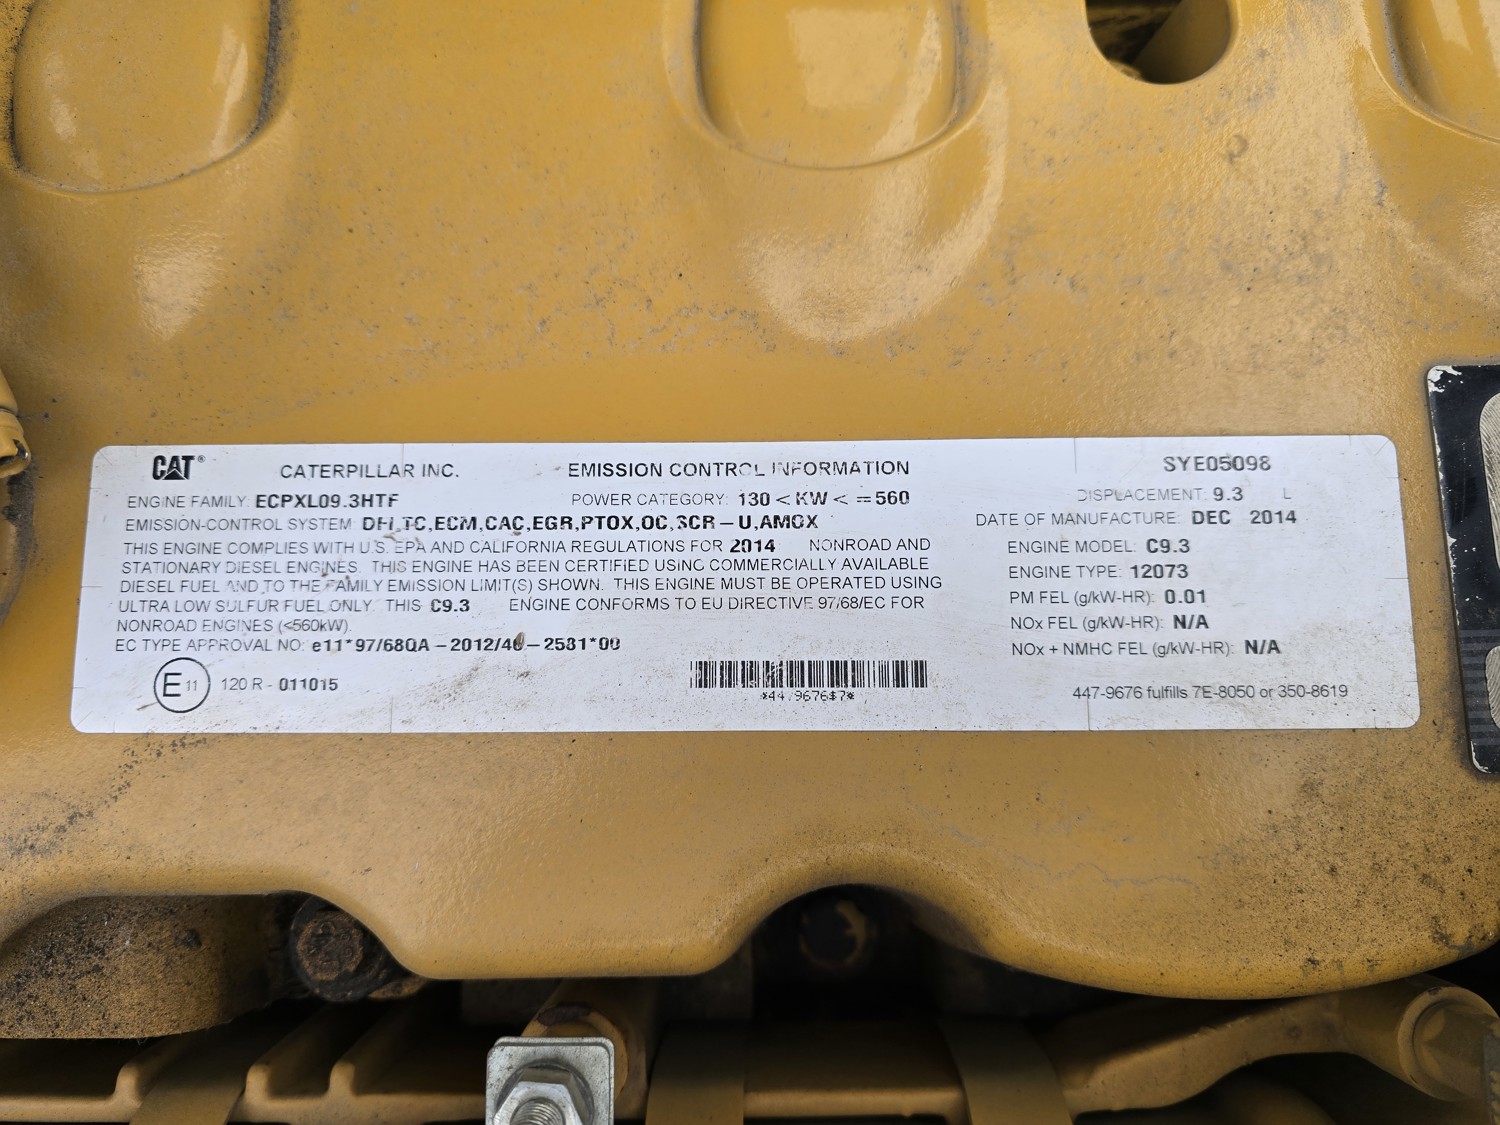 CAT® CATERPILLAR INC. EMISSION CONTROL INFORMATION SYE05098
ENGINE FAMILY: ECPXL09.3HTF POWER CATEGORY: 130 < KW < = 560 DISPLACEMENT: 9.3 L
EMISSION-CONTROL SYSTEM: DFI,TC,ECM,CAC,EGR,PTOX,OC,SCR-U,AMOX DATE OF MANUFACTURE: DEC 2014
THIS ENGINE COMPLIES WITH U.S. EPA AND CALIFORNIA REGULATIONS FOR 2014 NONROAD AND
STATIONARY DIESEL ENGINES. THIS ENGINE HAS BEEN CERTIFIED USING COMMERCIALLY AVAILABLE
DIESEL FUEL AND TO THE FAMILY EMISSION LIMIT(S) SHOWN. THIS ENGINE MUST BE OPERATED USING
ULTRA LOW SULFUR FUEL ONLY. THIS C9.3 ENGINE CONFORMS TO EU DIRECTIVE 97/68/EC FOR
NONROAD ENGINES (<560kW).
EC TYPE APPROVAL NO: e11*97/68QA-2012/46-2581*00
E 11 120 R - 011015
ENGINE MODEL: C9.3
ENGINE TYPE: 12073
PM FEL (g/kW-HR): 0.01
NOx FEL (g/kW-HR): N/A
NOx + NMHC FEL (g/kW-HR): N/A
447-9676 fulfills 7E-8050 or 350-8619